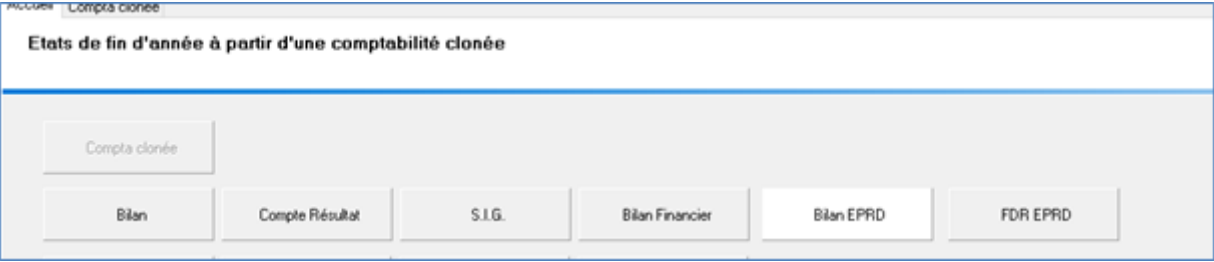 Accueil Compta clonée
Etats de fin d'année à partir d'une comptabilité clonée
Compta clonée
Bilan Compte Résultat S.I.G. Bilan Financier Bilan EPRD FDR EPRD